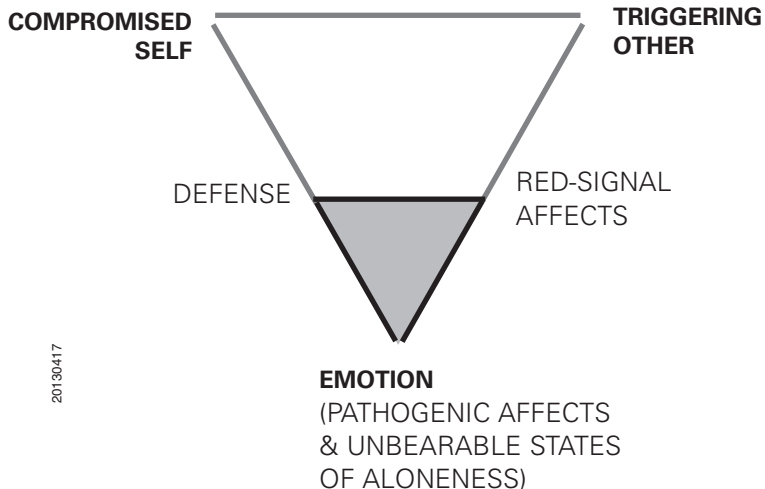 COMPROMISED
SELF
TRIGGERING
OTHER
DEFENSE
RED-SIGNAL
AFFECTS
20130417
EMOTION
(PATHOGENIC AFFECTS
& UNBEARABLE STATES
OF ALONENESS)